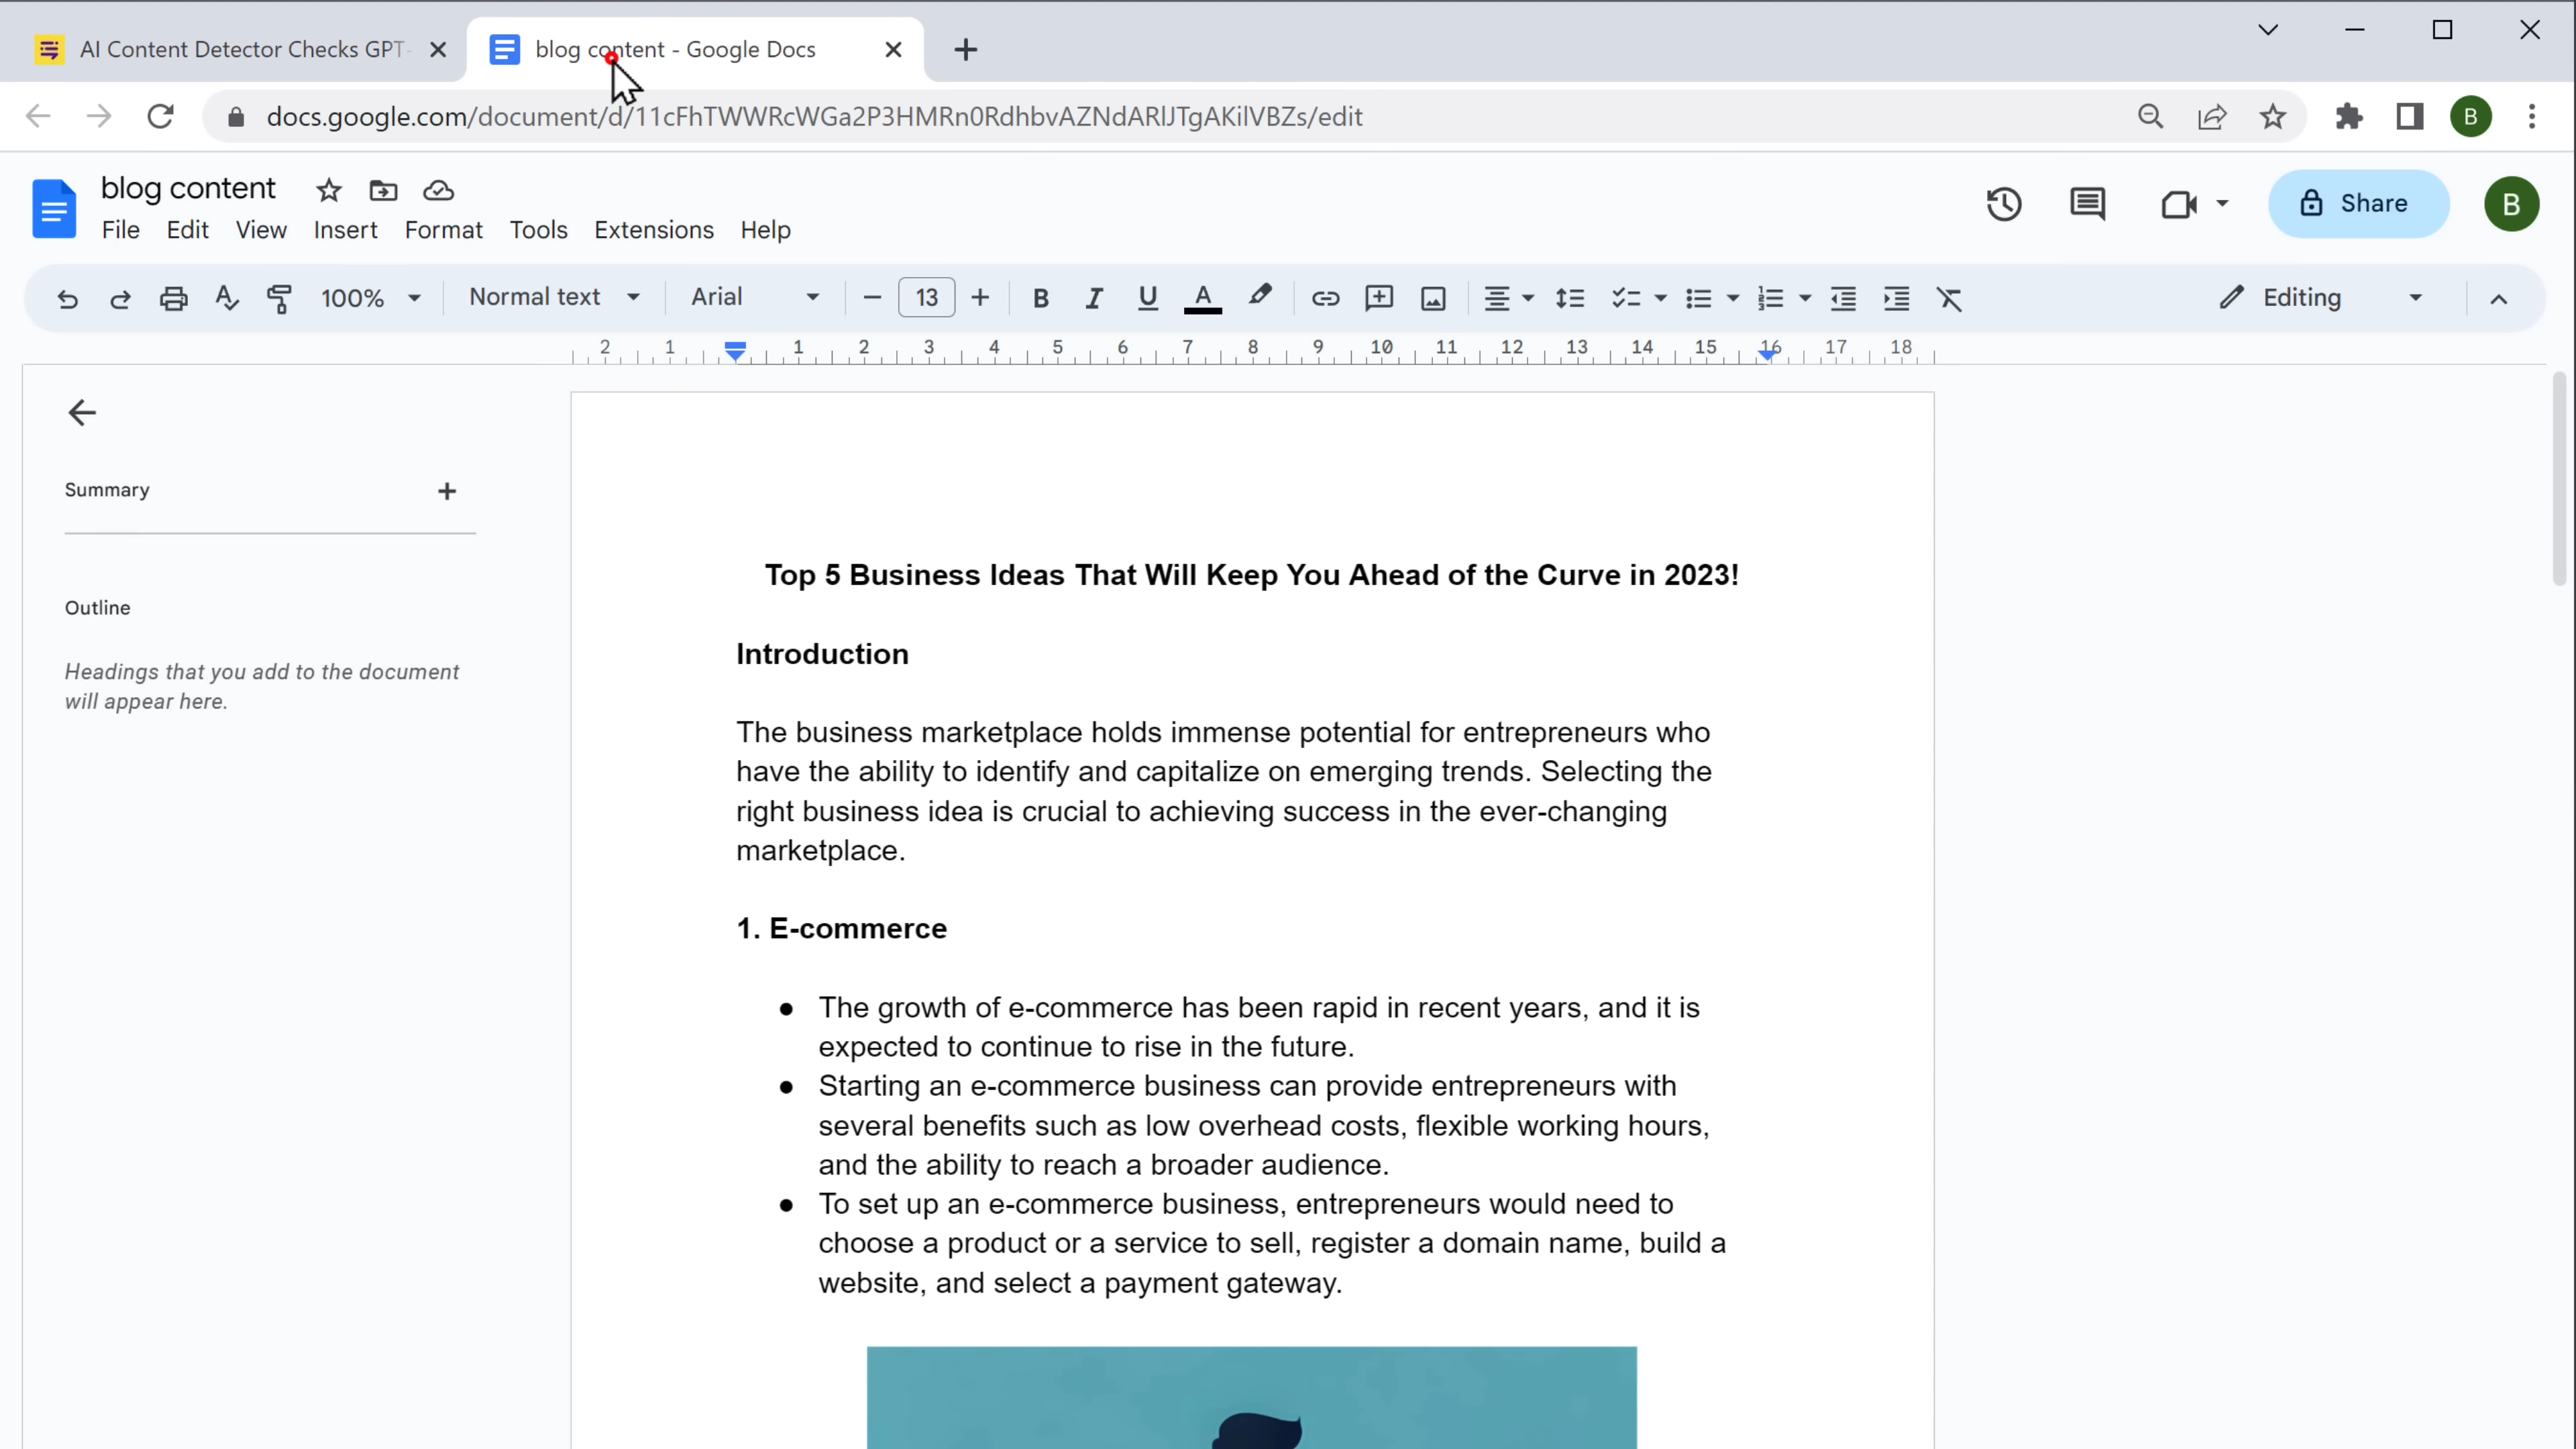 AI Content Detector Checks GPT-
blog content - Google Docs
docs.google.com/document/d/11cFhTWWRcWGa2P3HMRn0RdhbvAZNdARlJTgAKilVBZs/edit
B
blog content
File Edit View Insert Format Tools Extensions Help
Share
B
100% Normal text Arial 13 B I U A Editing
2 1 1 2 3 4 5 6 7 8 9 10 11 12 13 14 15 16 17 18
Summary
Outline
Headings that you add to the document
will appear here.
Top 5 Business Ideas That Will Keep You Ahead of the Curve in 2023!
Introduction
The business marketplace holds immense potential for entrepreneurs who
have the ability to identify and capitalize on emerging trends. Selecting the
right business idea is crucial to achieving success in the ever-changing
marketplace.
1. E-commerce
● The growth of e-commerce has been rapid in recent years, and it is
expected to continue to rise in the future.
● Starting an e-commerce business can provide entrepreneurs with
several benefits such as low overhead costs, flexible working hours,
and the ability to reach a broader audience.
● To set up an e-commerce business, entrepreneurs would need to
choose a product or a service to sell, register a domain name, build a
website, and select a payment gateway.